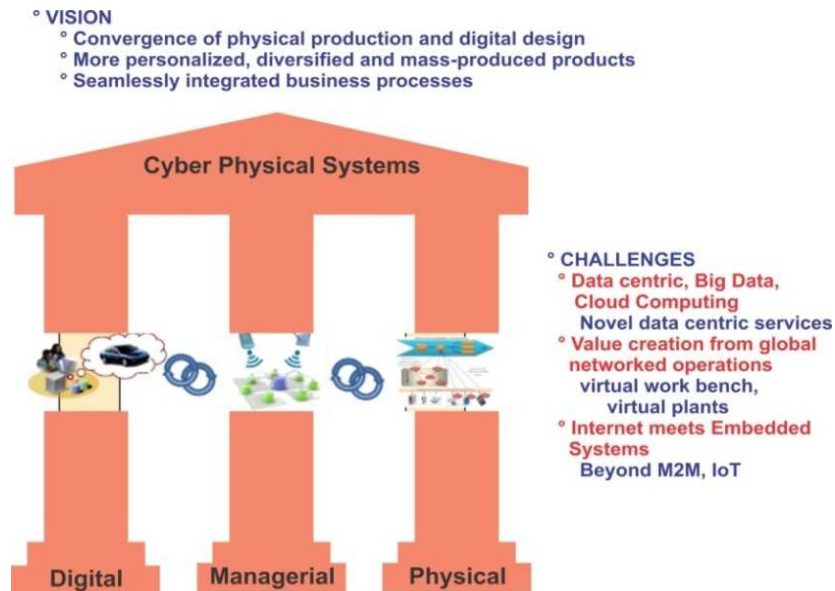 ° VISION
° Convergence of physical production and digital design
° More personalized, diversified and mass-produced products
° Seamlessly integrated business processes
Cyber Physical Systems
° CHALLENGES
° Data centric, Big Data,
Cloud Computing
Novel data centric services
° Value creation from global
networked operations
virtual work bench,
virtual plants
° Internet meets Embedded
Systems
Beyond M2M, IoT
Digital
Managerial
Physical